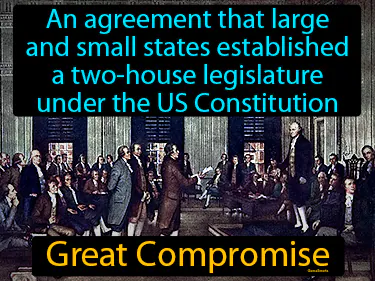 An agreement that large
and small states established
a two-house legislature
under the US Constitution
Great Compromise